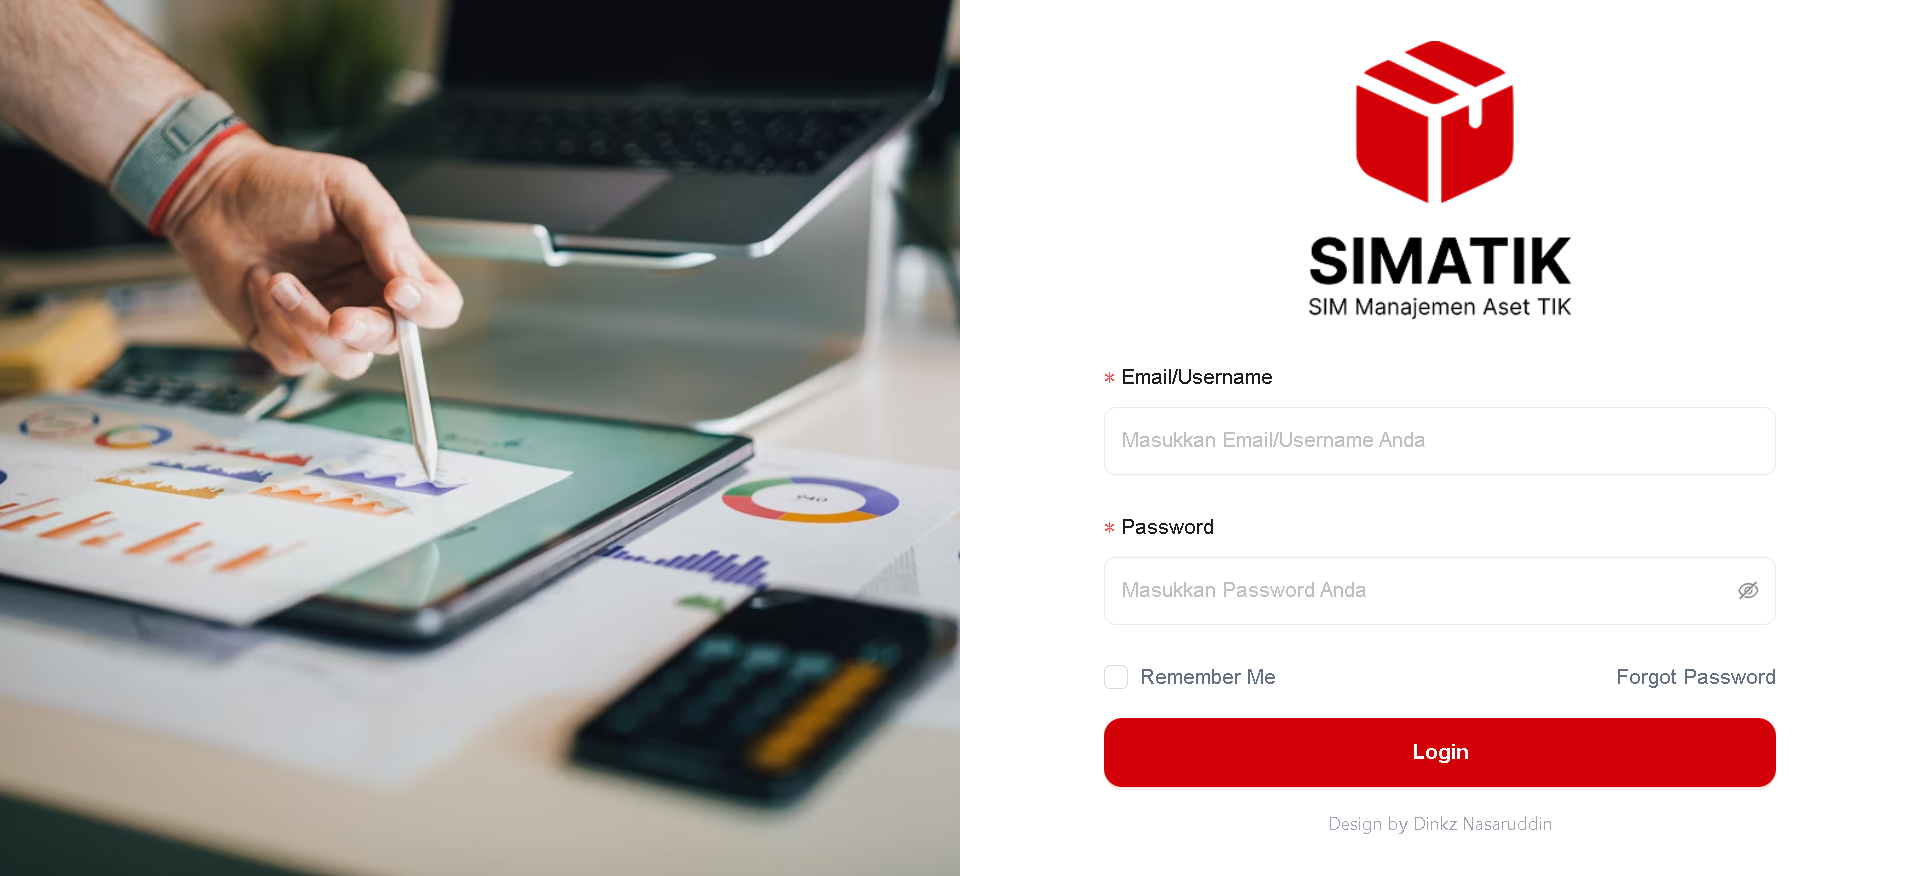 SIMATIK
SIM Manajemen Aset TIK
* Email/Username
Masukkan Email/Username Anda
* Password
Masukkan Password Anda
Remember Me
Forgot Password
Login
Design by Dinkz Nasaruddin